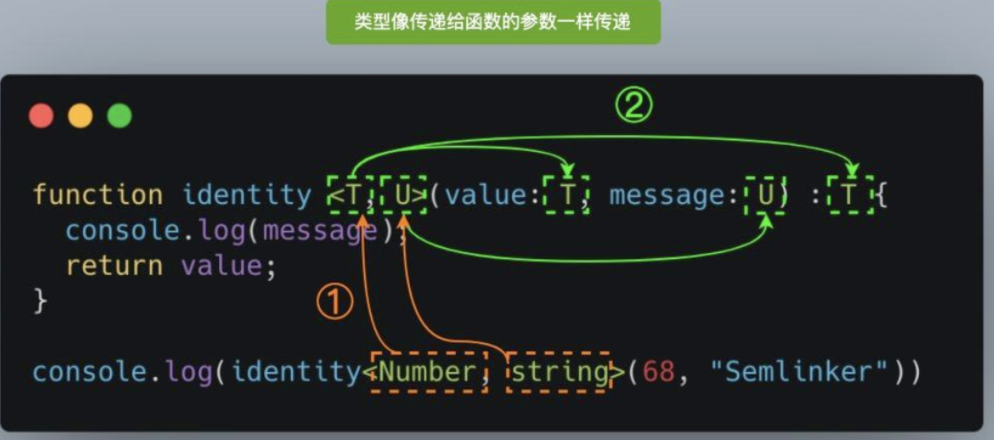 类型像传递给函数的参数一样传递
②
function identity <T, U>(value: T, message: U) : T {
  console.log(message);
  return value;
①
}
console.log(identity<Number, string>(68, "Semlinker"))